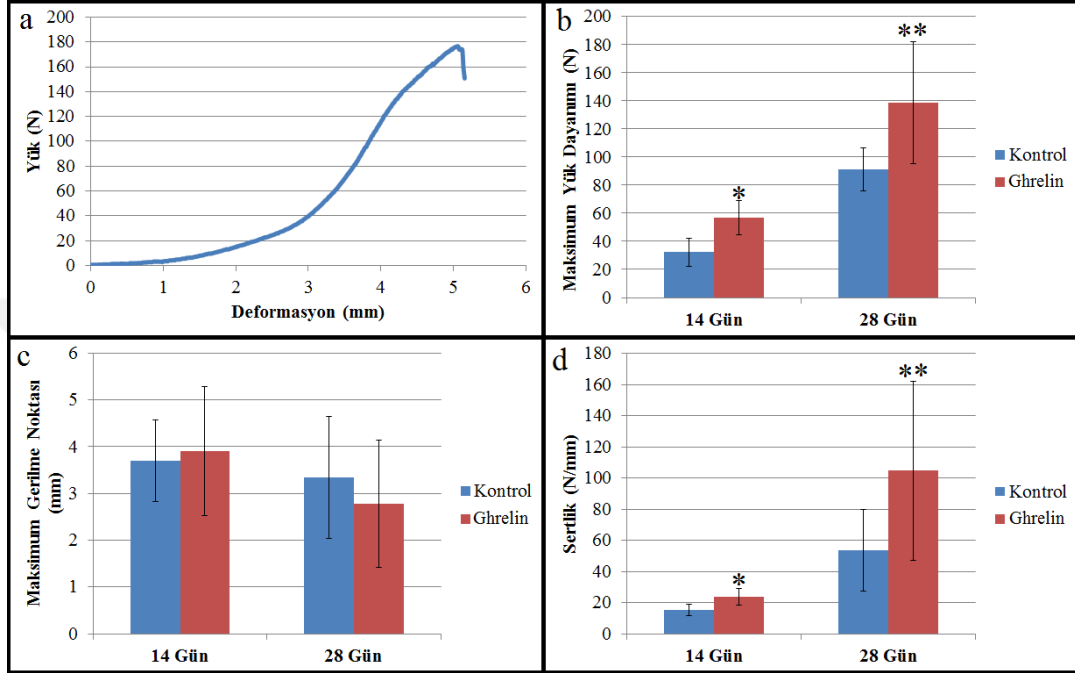 a
200
180
160
140
120
100
80
60
40
20
0
Yük (N)
0 1 2 3 4 5 6
Deformasyon (mm)
b
200
180
160
140
120
100
80
60
40
20
0
Maksimum Yük Dayanımı (N)
*
**
14 Gün 28 Gün
Kontrol
Ghrelin
c
6
5
4
3
2
1
0
Maksimum Gerilme Noktası
(mm)
14 Gün 28 Gün
Kontrol
Ghrelin
d
180
160
140
120
100
80
60
40
20
0
Sertlik (N/mm)
*
**
14 Gün 28 Gün
Kontrol
Ghrelin